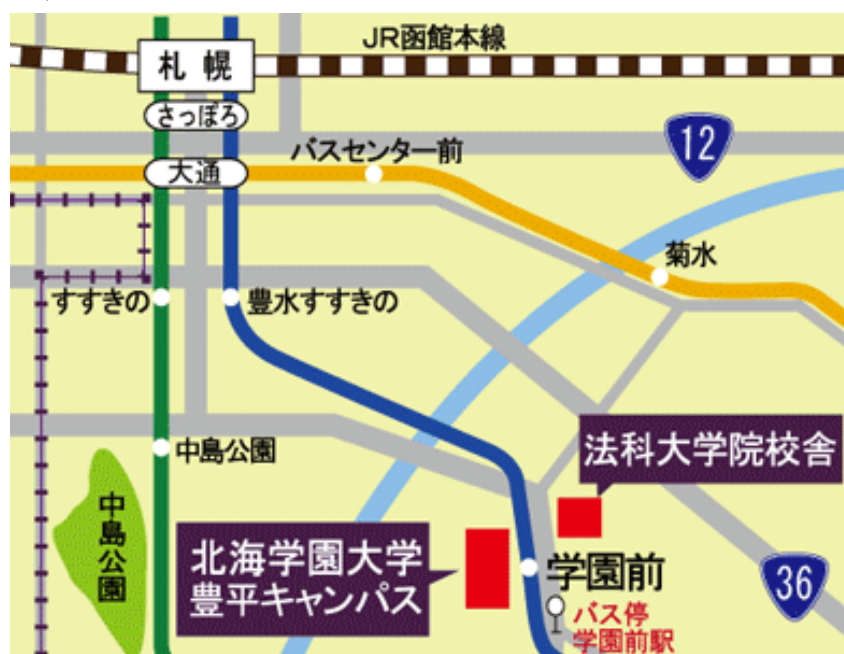 JR函館本線
札幌
さっぽろ
12
バスセンター前
大通
菊水
すすきの
豊水すすきの
法科大学院校舎
中島公園
中島公園
北海学園大学
豊平キャンパス
学園前
36
バス停
学園前駅